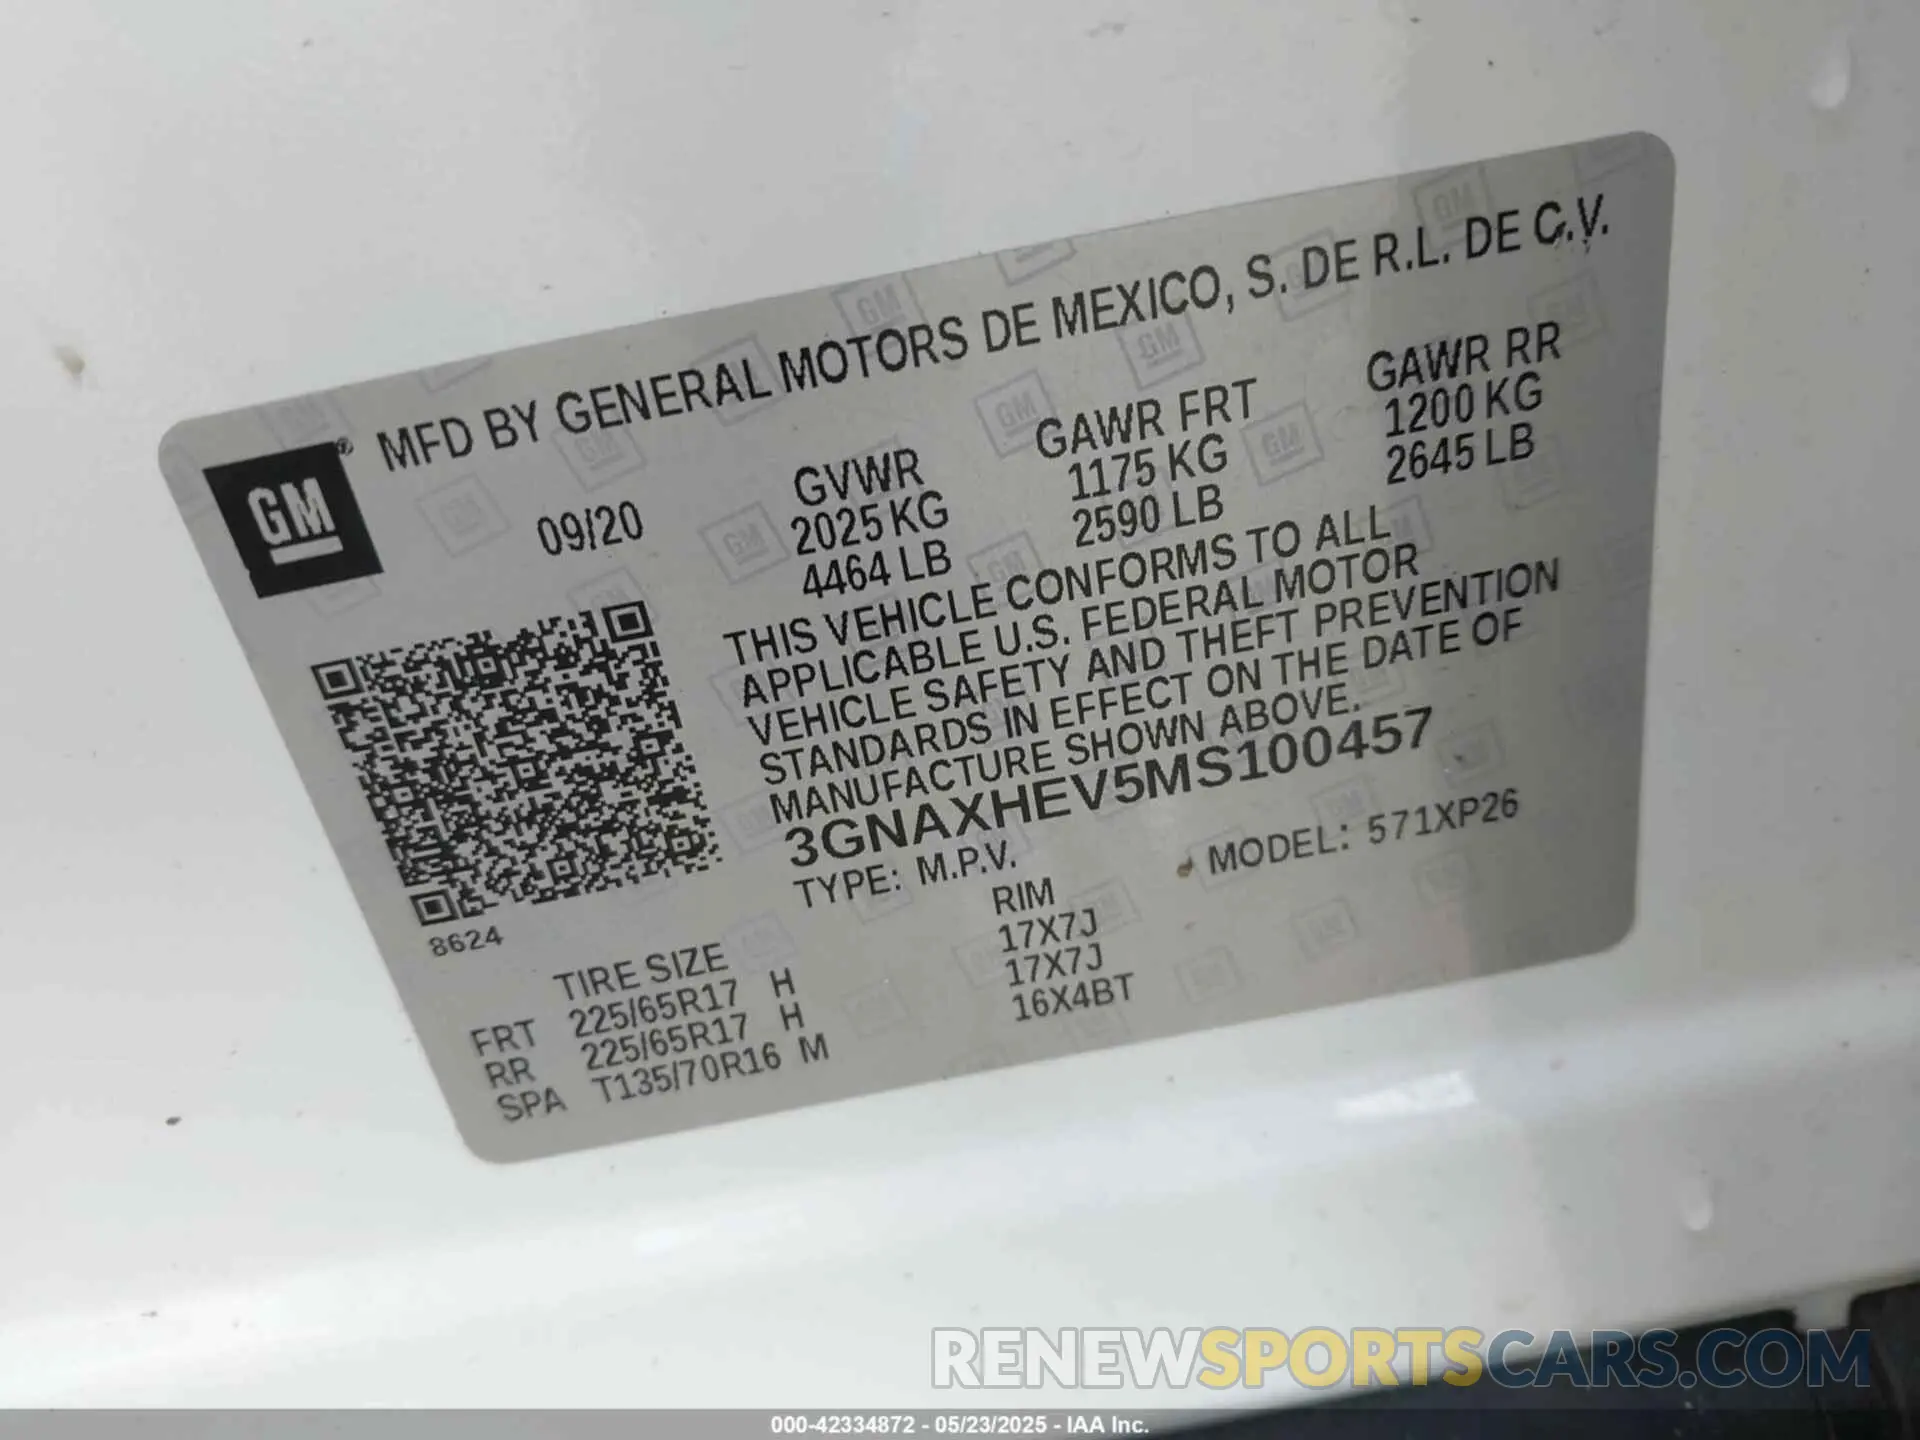 MFD BY GENERAL MOTORS DE MEXICO, S. DE R.L. DE C.V.
GM®
09/20
GVWR
2025 KG
4464 LB
GAWR FRT
1175 KG
2590 LB
GAWR RR
1200 KG
2645 LB
THIS VEHICLE CONFORMS TO ALL
APPLICABLE U.S. FEDERAL MOTOR
VEHICLE SAFETY AND THEFT PREVENTION
STANDARDS IN EFFECT ON THE DATE OF
MANUFACTURE SHOWN ABOVE.
3GNAXHEV5MS100457
TYPE: M.P.V. MODEL: 571XP26
8624
TIRE SIZE RIM
FRT 225/65R17 H 17X7J
RR 225/65R17 H 17X7J
SPA T135/70R16 M 16X4BT
RENEWSPORTSCARS.COM
000-42334872 - 05/23/2025 - IAA Inc.